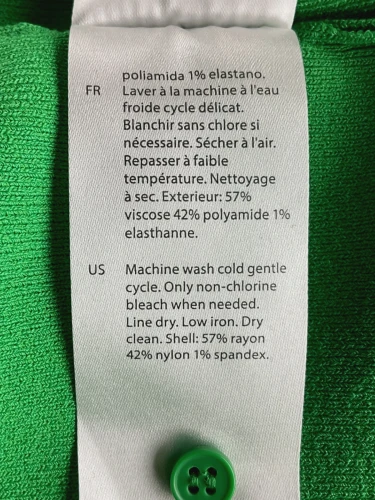 poliamida 1% elastano.
FR Laver à la machine à l'eau
froide cycle délicat.
Blanchir sans chlore si
nécessaire. Sécher à l'air.
Repasser à faible
température. Nettoyage
à sec. Exterieur: 57%
viscose 42% polyamide 1%
elasthanne.
US Machine wash cold gentle
cycle. Only non-chlorine
bleach when needed.
Line dry. Low iron. Dry
clean. Shell: 57% rayon
42% nylon 1% spandex.